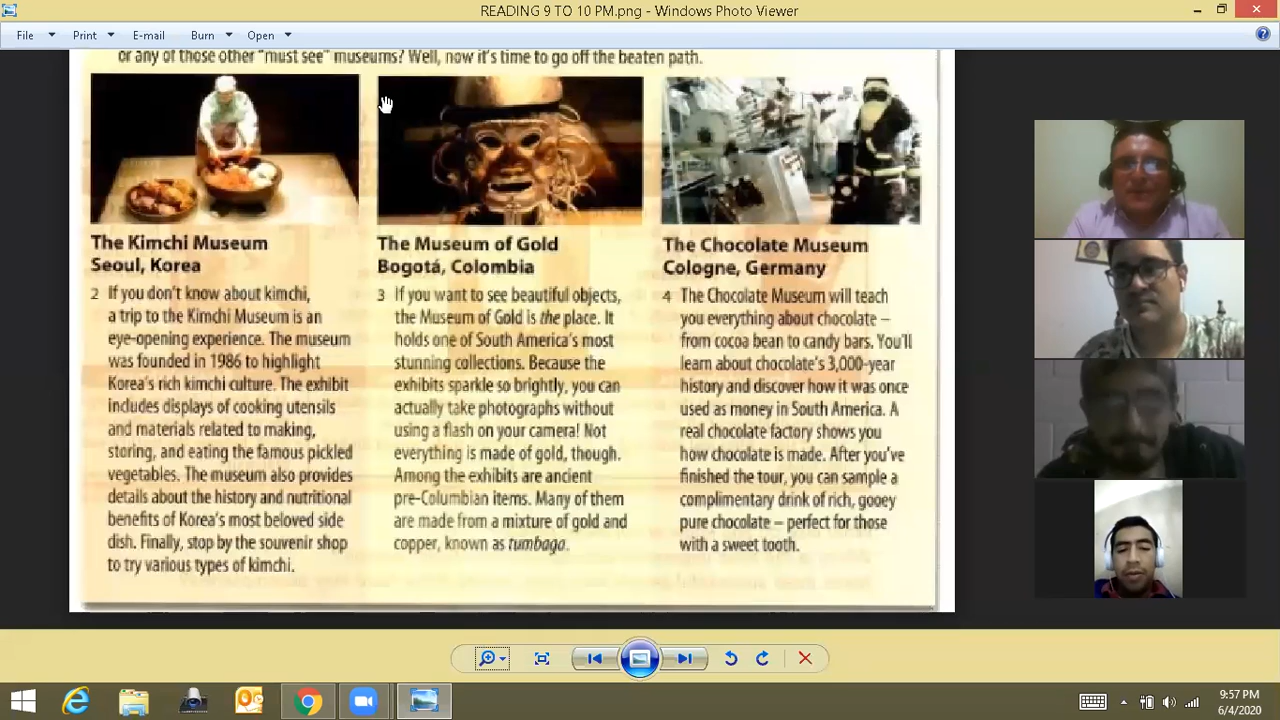 READING 9 TO 10 PM.png - Windows Photo Viewer
File Print E-mail Burn Open
or any of those other “must see” museums? Well, now it’s time to go off the beaten path.
The Kimchi Museum
Seoul, Korea
2 If you don’t know about kimchi,
a trip to the Kimchi Museum is an
eye-opening experience. The museum
was founded in 1986 to highlight
Korea’s rich kimchi culture. The exhibit
includes displays of cooking utensils
and materials related to making,
storing, and eating the famous pickled
vegetables. The museum also provides
details about the history and nutritional
benefits of Korea’s most beloved side
dish. Finally, stop by the souvenir shop
to try various types of kimchi.
The Museum of Gold
Bogotá, Colombia
3 If you want to see beautiful objects,
the Museum of Gold is the place. It
holds one of South America’s most
stunning collections. Because the
exhibits sparkle so brightly, you can
actually take photographs without
using a flash on your camera! Not
everything is made of gold, though.
Among the exhibits are ancient
pre-Columbian items. Many of them
are made from a mixture of gold and
copper, known as tumbaga.
The Chocolate Museum
Cologne, Germany
4 The Chocolate Museum will teach
you everything about chocolate –
from cocoa bean to candy bars. You’ll
learn about chocolate’s 3,000-year
history and discover how it was once
used as money in South America. A
real chocolate factory shows you
how chocolate is made. After you’ve
finished the tour, you can sample a
complimentary drink of rich, gooey
pure chocolate – perfect for those
with a sweet tooth.
9:57 PM
6/4/2020